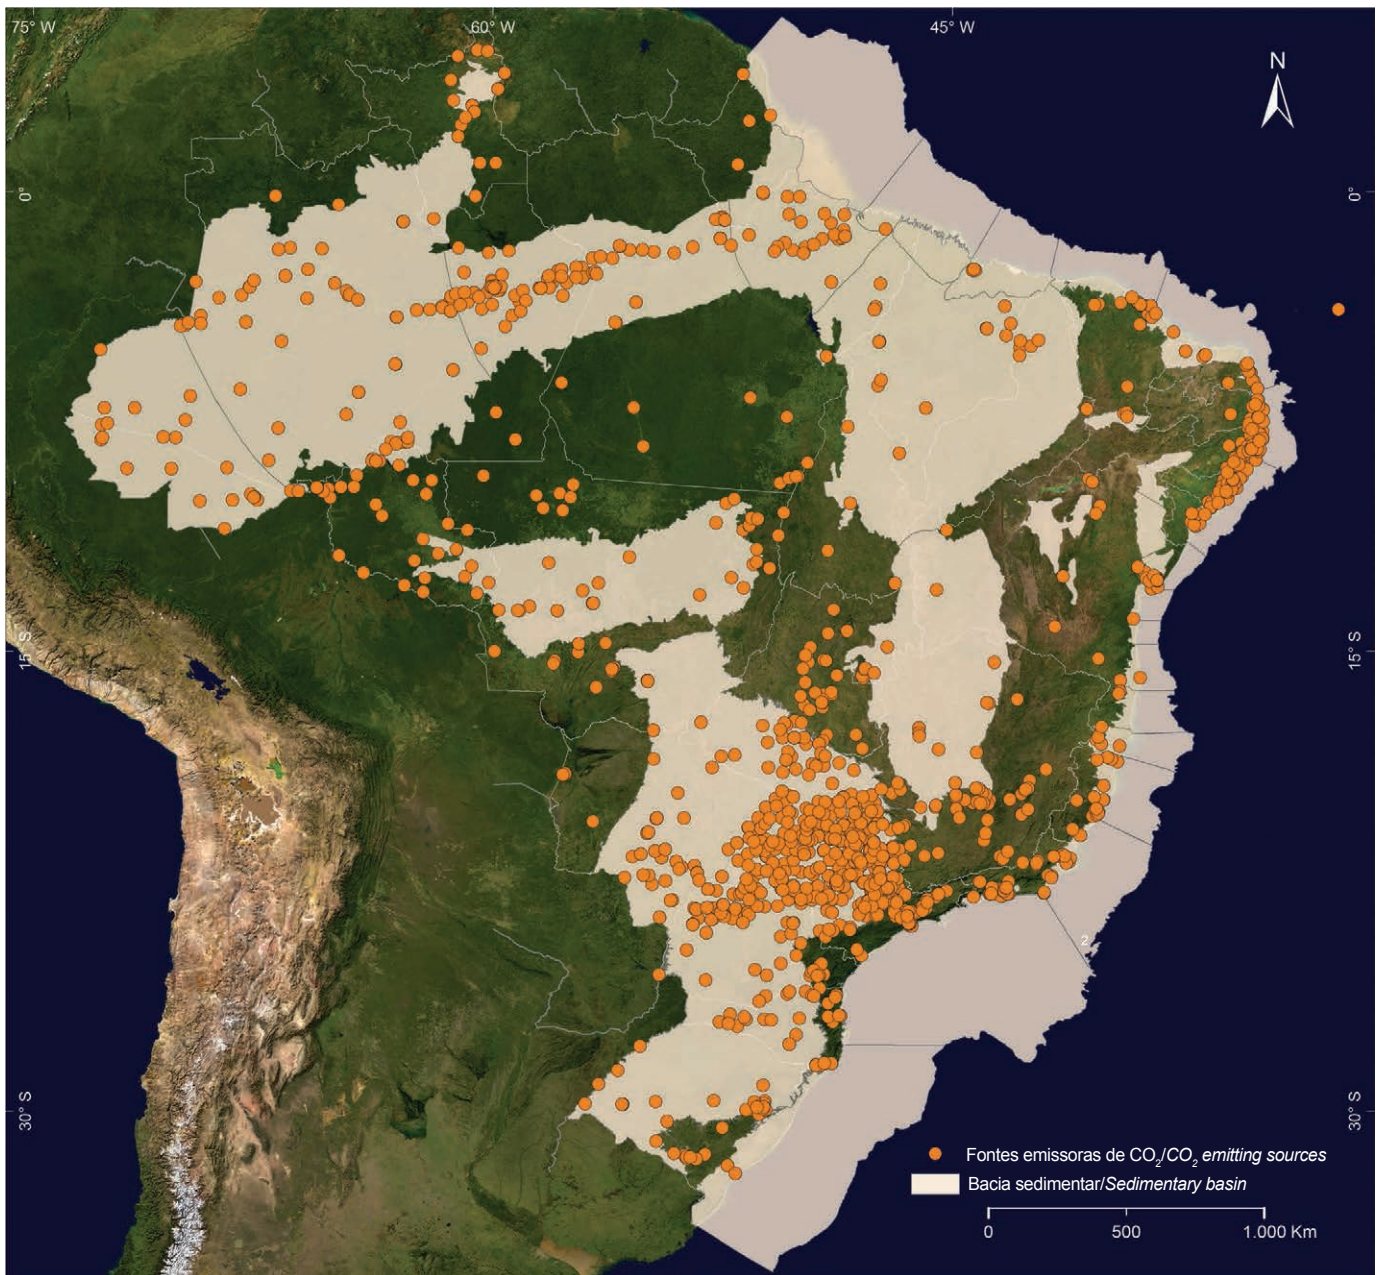 75° W
60° W
45° W
N
0°
0°
15° S
15° S
2
30° S
30° S
Fontes emissoras de CO₂/CO₂ emitting sources
Bacia sedimentar/Sedimentary basin
0 500 1.000 Km